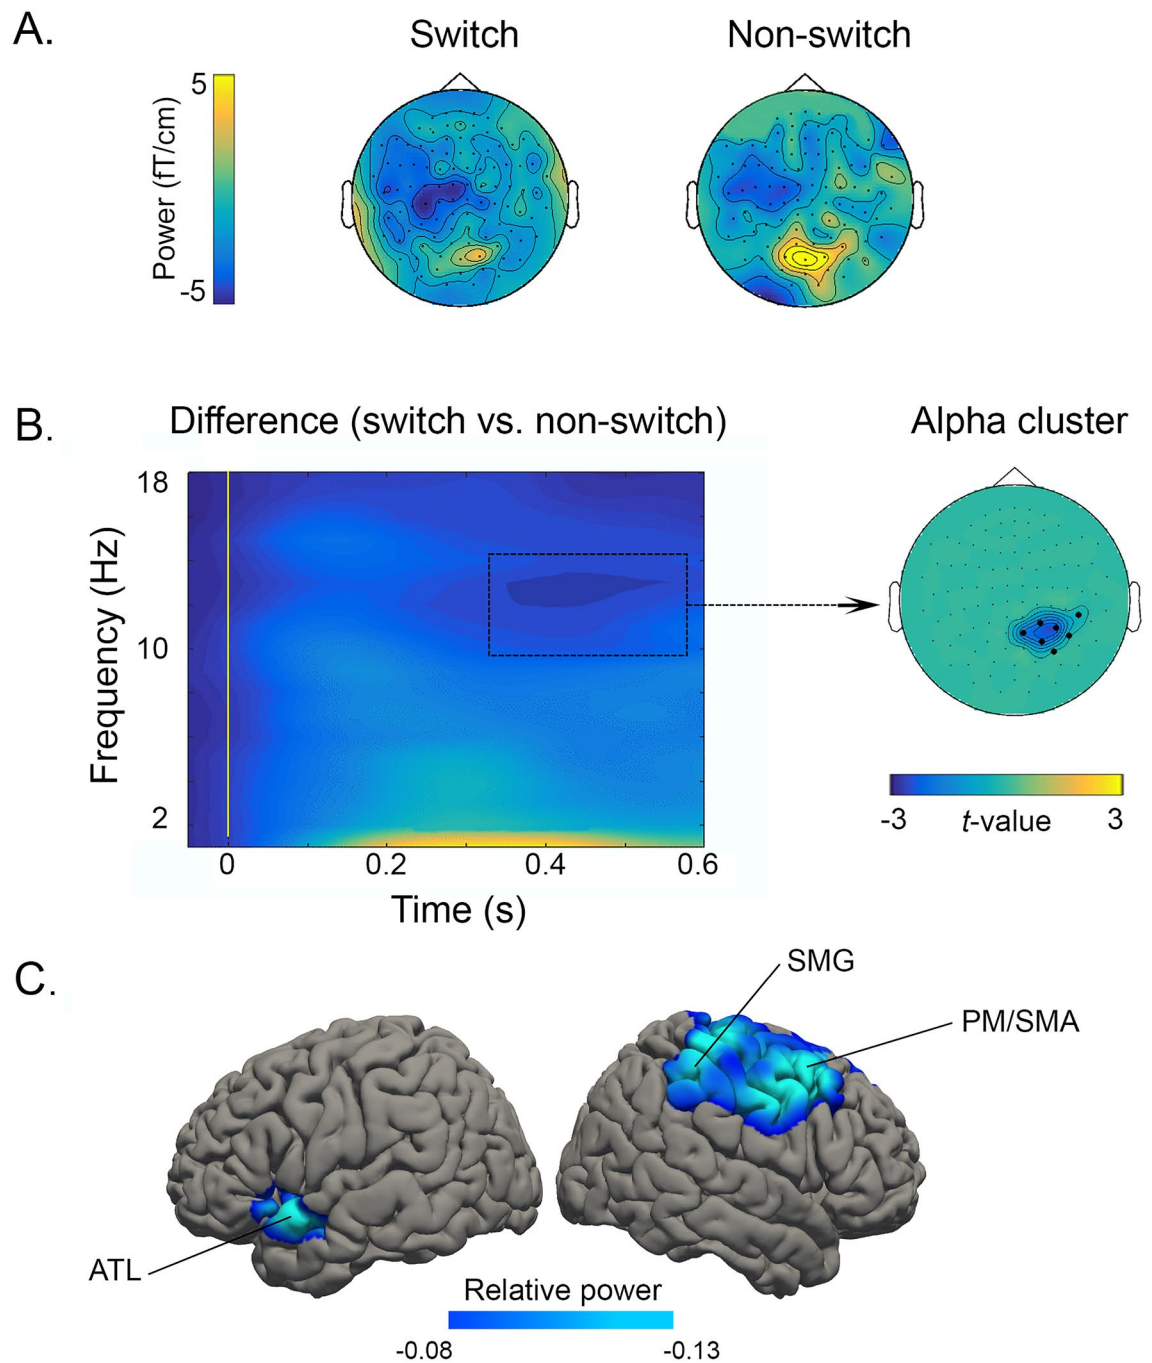 A.
Switch
Non-switch
5
Power (fT/cm)
-5
B.
Difference (switch vs. non-switch)
Alpha cluster
18
Frequency (Hz)
10
2
0
0.2
0.4
0.6
Time (s)
-3
t-value
3
C.
SMG
PM/SMA
ATL
Relative power
-0.08
-0.13